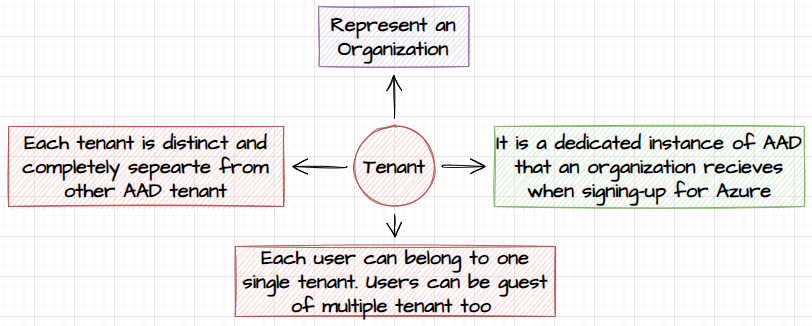 Represent an
Organization
Each tenant is distinct and
completely sepearte from
other AAD tenant
Tenant
It is a dedicated instance of AAD
that an organization recieves
when signing-up for Azure
Each user can belong to one
single tenant. Users can be guest
of multiple tenant too